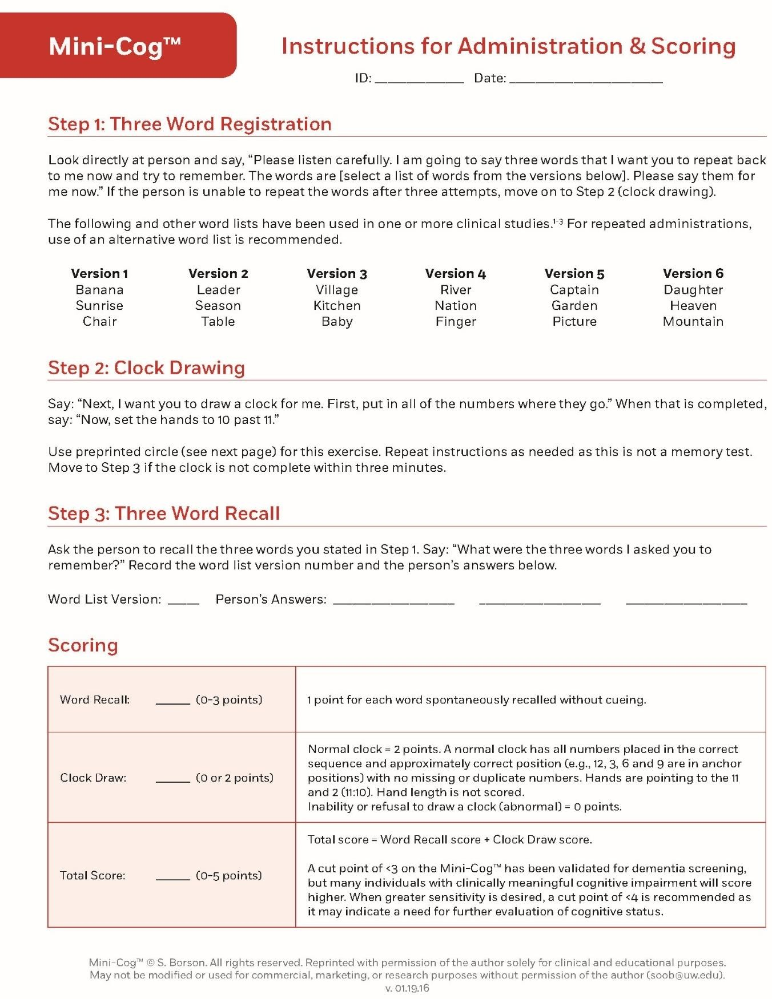 Mini-Cog™
Instructions for Administration & Scoring
ID: ______________ Date: ________________________
Step 1: Three Word Registration
Look directly at person and say, “Please listen carefully. I am going to say three words that I want you to repeat back
to me now and try to remember. The words are [select a list of words from the versions below]. Please say them for
me now.” If the person is unable to repeat the words after three attempts, move on to Step 2 (clock drawing).
The following and other word lists have been used in one or more clinical studies.¹⁻³ For repeated administrations,
use of an alternative word list is recommended.
Version 1 Version 2 Version 3 Version 4 Version 5 Version 6
Banana Leader Village River Captain Daughter
Sunrise Season Kitchen Nation Garden Heaven
Chair Table Baby Finger Picture Mountain
Step 2: Clock Drawing
Say: “Next, I want you to draw a clock for me. First, put in all of the numbers where they go.” When that is completed,
say: “Now, set the hands to 10 past 11.”
Use preprinted circle (see next page) for this exercise. Repeat instructions as needed as this is not a memory test.
Move to Step 3 if the clock is not complete within three minutes.
Step 3: Three Word Recall
Ask the person to recall the three words you stated in Step 1. Say: “What were the three words I asked you to
remember?” Record the word list version number and the person’s answers below.
Word List Version: _____ Person’s Answers: ___________________ ___________________ ___________________
Scoring
Word Recall: ______ (0-3 points)
1 point for each word spontaneously recalled without cueing.
Clock Draw: ______ (0 or 2 points)
Normal clock = 2 points. A normal clock has all numbers placed in the correct
sequence and approximately correct position (e.g., 12, 3, 6 and 9 are in anchor
positions) with no missing or duplicate numbers. Hands are pointing to the 11
and 2 (11:10). Hand length is not scored.
Inability or refusal to draw a clock (abnormal) = 0 points.
Total Score: ______ (0-5 points)
Total score = Word Recall score + Clock Draw score.
A cut point of <3 on the Mini-Cog™ has been validated for dementia screening,
but many individuals with clinically meaningful cognitive impairment will score
higher. When greater sensitivity is desired, a cut point of <4 is recommended as
it may indicate a need for further evaluation of cognitive status.
Mini-Cog™ © S. Borson. All rights reserved. Reprinted with permission of the author solely for clinical and educational purposes.
May not be modified or used for commercial, marketing, or research purposes without permission of the author (soob@uw.edu).
v. 01.19.16